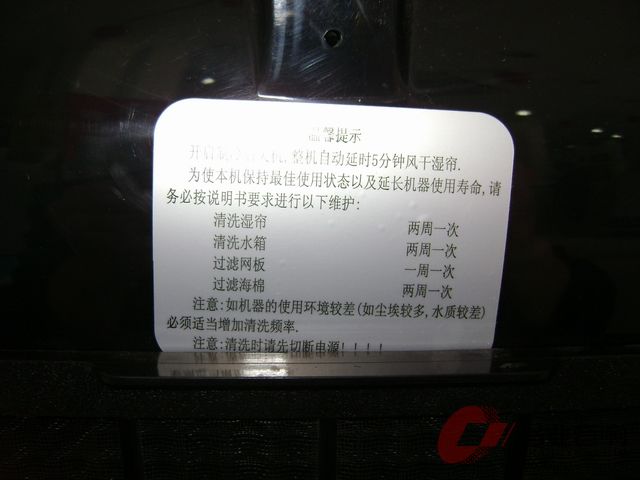 温馨提示
开启制冷后关机,整机自动延时5分钟风干湿帘.
为使本机保持最佳使用状态以及延长机器使用寿命,请
务必按说明书要求进行以下维护:
清洗湿帘 两周一次
清洗水箱 两周一次
过滤网板 一周一次
过滤海棉 两周一次
注意:如机器的使用环境较差(如尘埃较多,水质较差)
必须适当增加清洗频率.
注意:清洗时请先切断电源!!!!